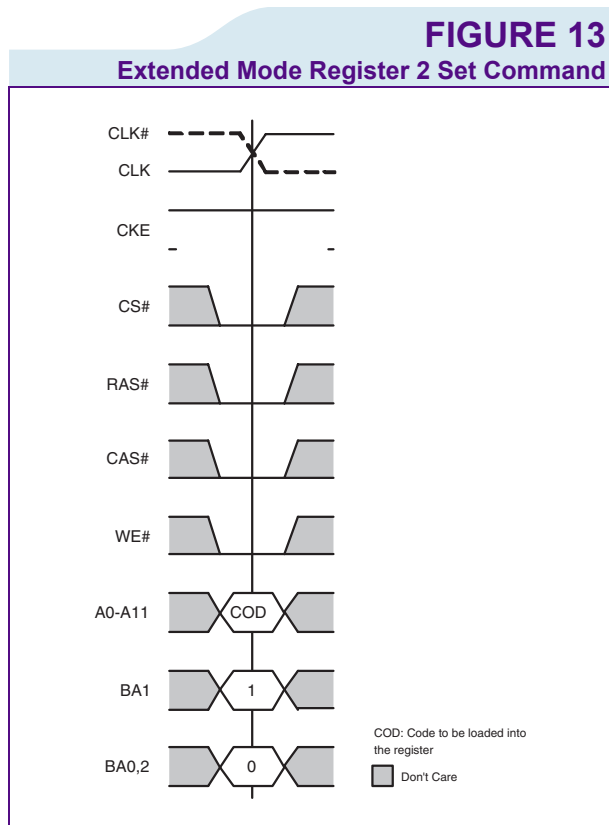 FIGURE 13
Extended Mode Register 2 Set Command
CLK#
CLK
CKE
CS#
RAS#
CAS#
WE#
A0-A11 COD
BA1 1
BA0,2 0
COD: Code to be loaded into
the register
Don't Care